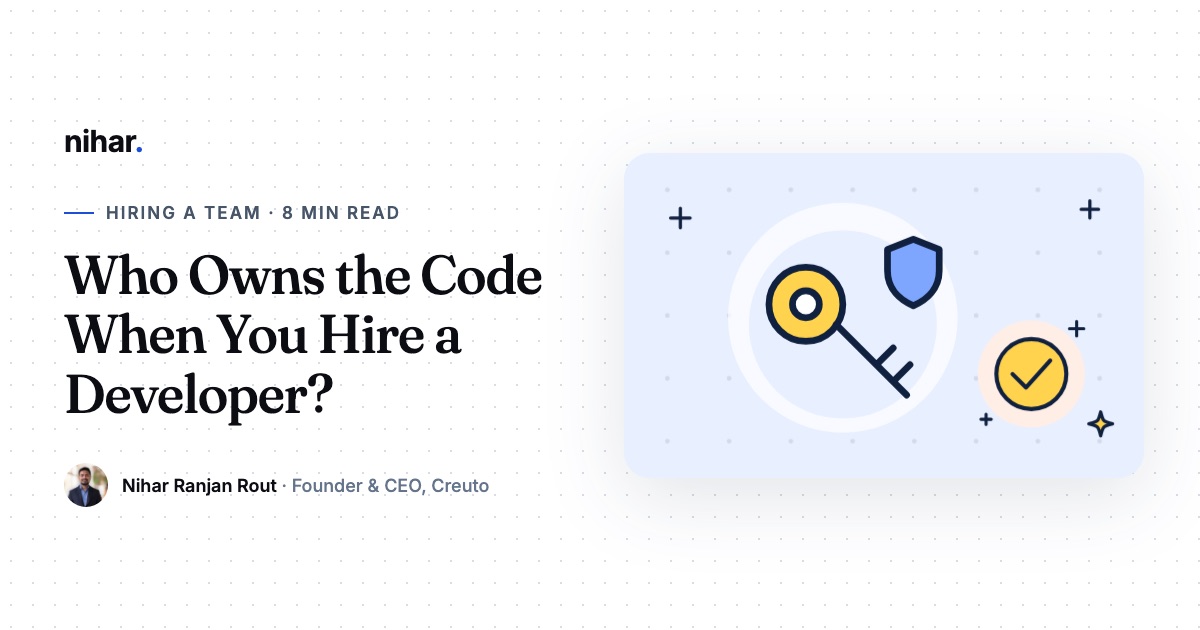 nihar.
HIRING A TEAM · 8 MIN READ
Who Owns the Code
When You Hire a
Developer?
Nihar Ranjan Rout · Founder & CEO, Creuto